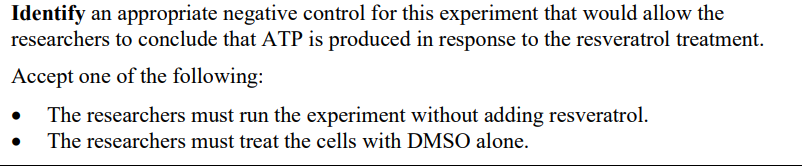 Identify an appropriate negative control for this experiment that would allow the
researchers to conclude that ATP is produced in response to the resveratrol treatment.
Accept one of the following:
• The researchers must run the experiment without adding resveratrol.
• The researchers must treat the cells with DMSO alone.